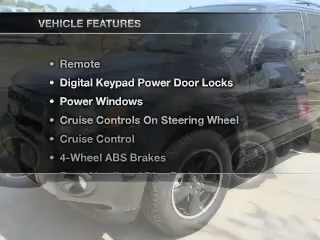 VEHICLE FEATURES
• Remote
• Digital Keypad Power Door Locks
• Power Windows
• Cruise Controls On Steering Wheel
• Cruise Control
• 4-Wheel ABS Brakes